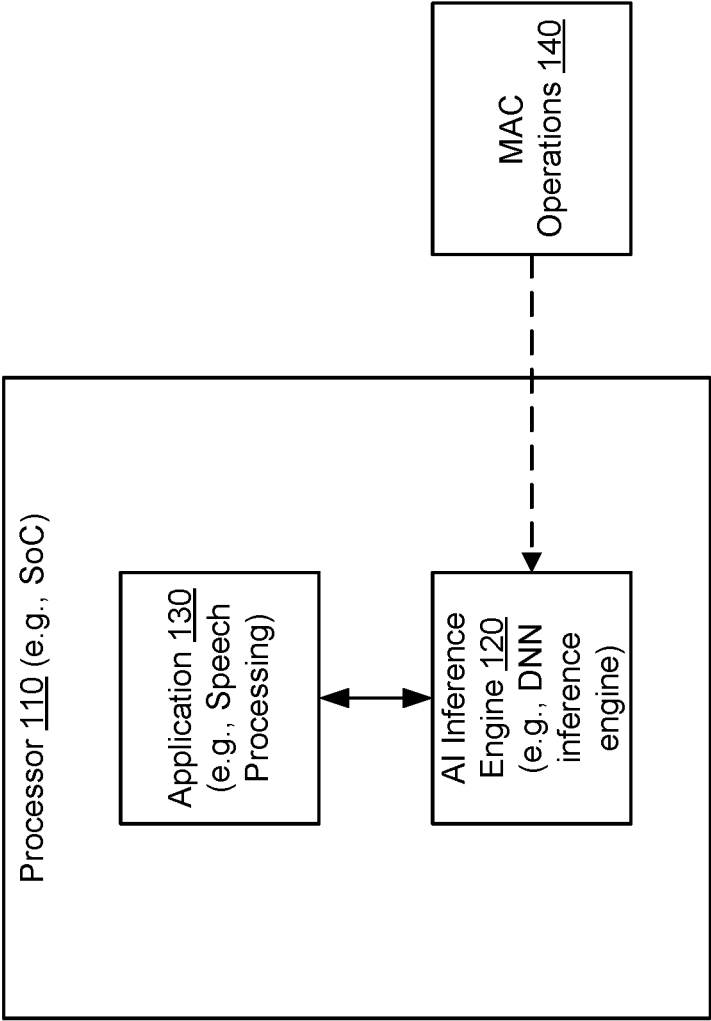 Processor 110 (e.g., SoC)
Application 130
(e.g., Speech
Processing)
AI Inference
Engine 120
(e.g., DNN
inference
engine)
MAC
Operations 140